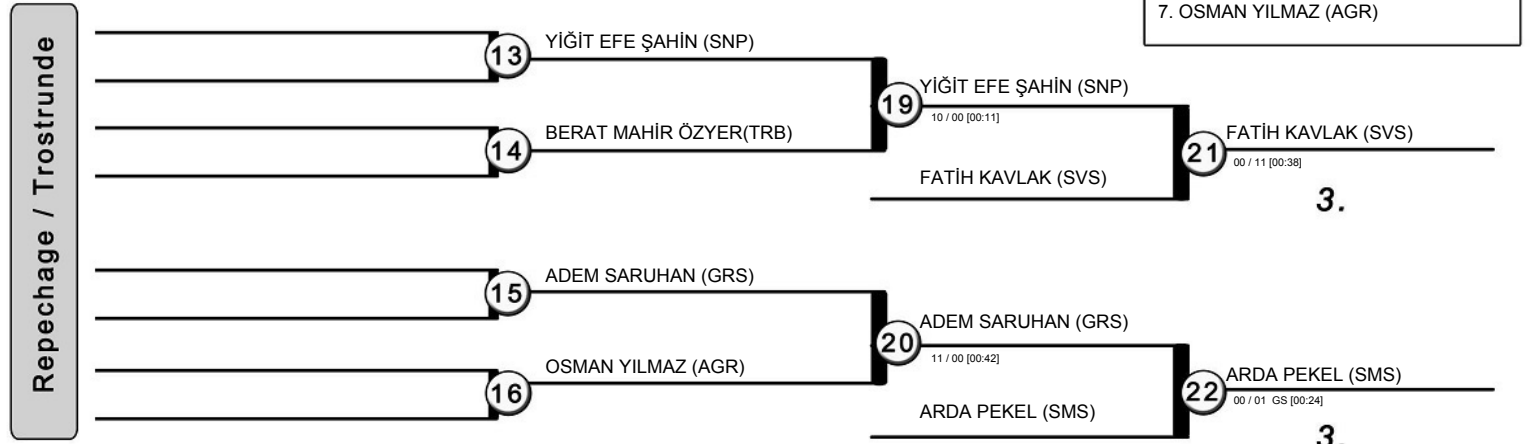 7. OSMAN YILMAZ (AGR)
Repechage / Trostrunde
13
YİĞİT EFE ŞAHİN (SNP)
19
YİĞİT EFE ŞAHİN (SNP)
10 / 00 [00:11]
14
BERAT MAHİR ÖZYER(TRB)
21
FATİH KAVLAK (SVS)
00 / 11 [00:38]
FATİH KAVLAK (SVS)
3.
15
ADEM SARUHAN (GRS)
20
ADEM SARUHAN (GRS)
11 / 00 [00:42]
16
OSMAN YILMAZ (AGR)
22
ARDA PEKEL (SMS)
00 / 01 GS [00:24]
ARDA PEKEL (SMS)
3.